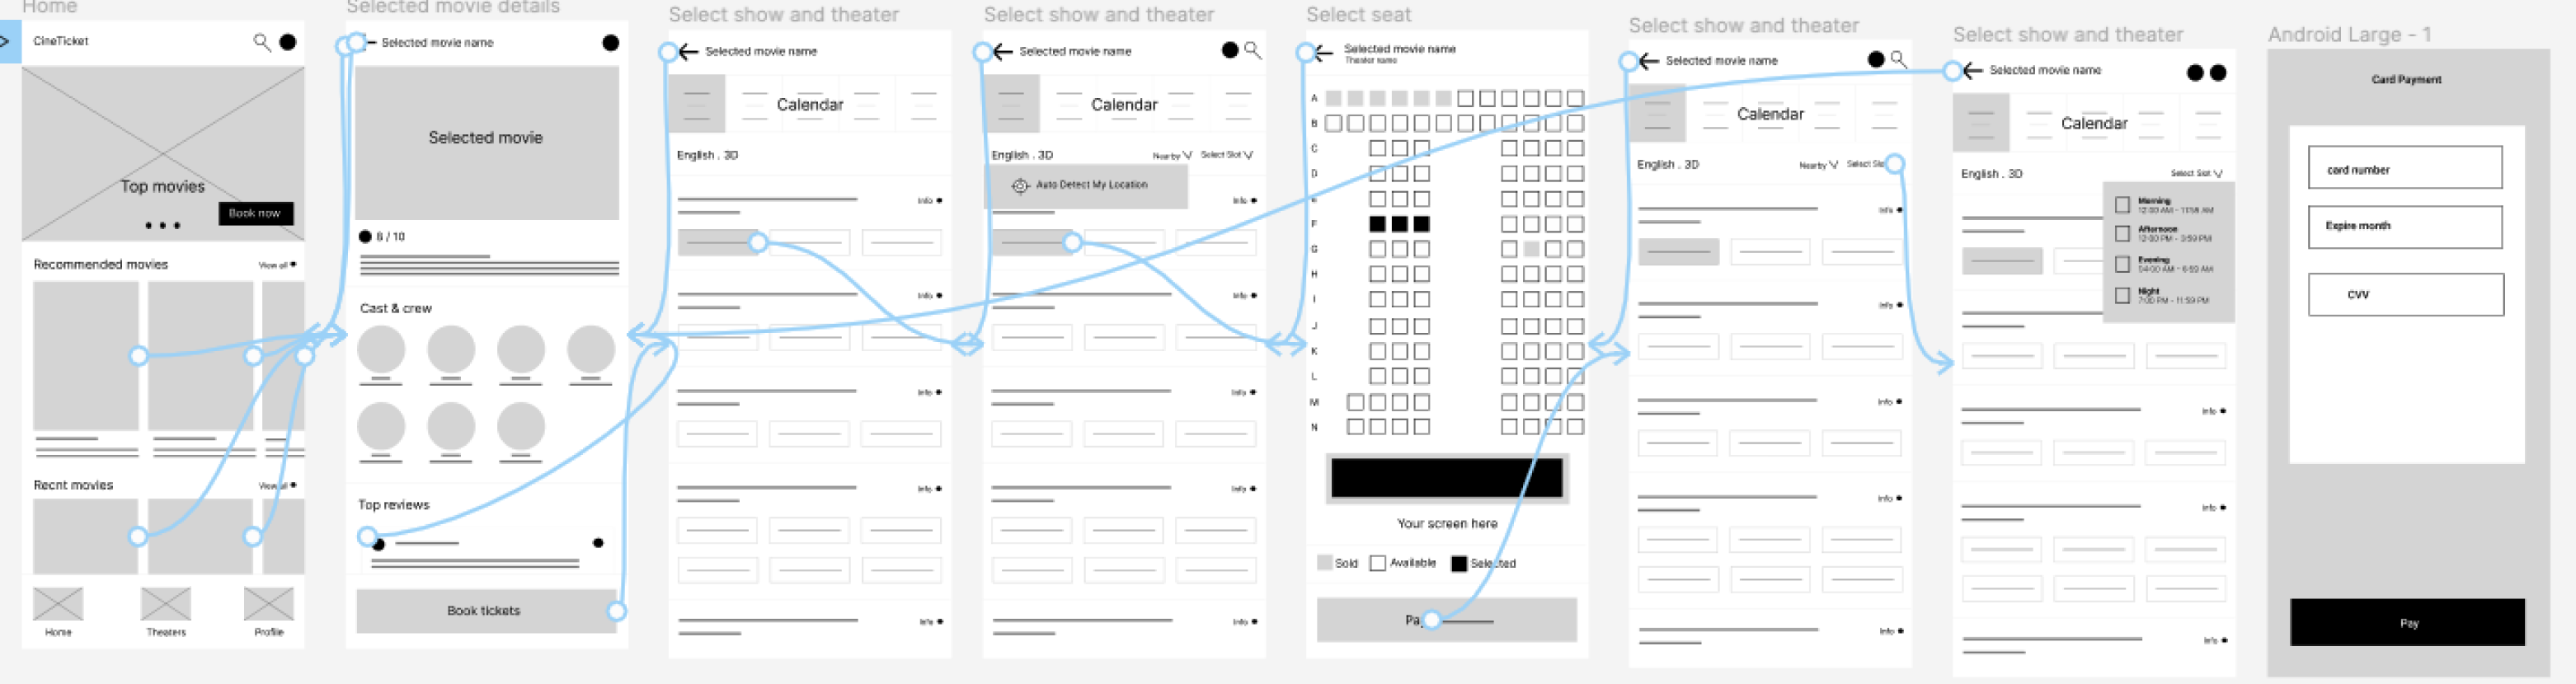 Home
CineTicket
Top movies
Book now
Recommended movies
View all
Recnt movies
View all
Home
Theaters
Profile
Selected movie details
Selected movie name
Selected movie
8 / 10
Cast & crew
Top reviews
Book tickets
Select show and theater
Selected movie name
Calendar
English . 3D
Info
Info
Info
Info
Info
Select show and theater
Selected movie name
Calendar
English . 3D
Nearby
Select Slot
Auto Detect My Location
Info
Info
Info
Info
Info
Select seat
Selected movie name
Theater name
A
B
C
D
E
F
G
H
I
J
K
L
M
N
Your screen here
Sold
Available
Selected
Pay
Select show and theater
Selected movie name
Calendar
English . 3D
Nearby
Select Slo
Info
Info
Info
Info
Info
Select show and theater
Selected movie name
Calendar
English . 3D
Select Slot
Morning
12:00 AM - 11:59 AM
Afternoon
12:00 PM - 3:59 PM
Evening
04:00 AM - 6:59 AM
Night
7:00 PM - 11:59 PM
Info
Info
Info
Android Large - 1
Card Payment
card number
Expire month
CVV
Pay